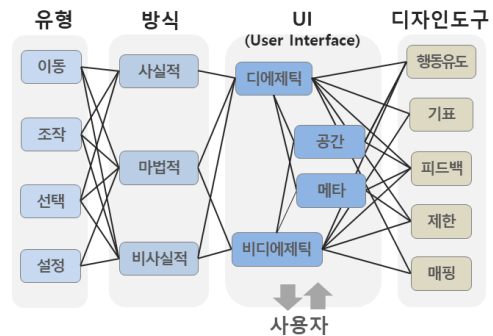 유형
방식
UI
(User Interface)
디자인도구
이동
조작
선택
설정
사실적
마법적
비사실적
디에제틱
공간
메타
비디에제틱
행동유도
기표
피드백
제한
매핑
사용자